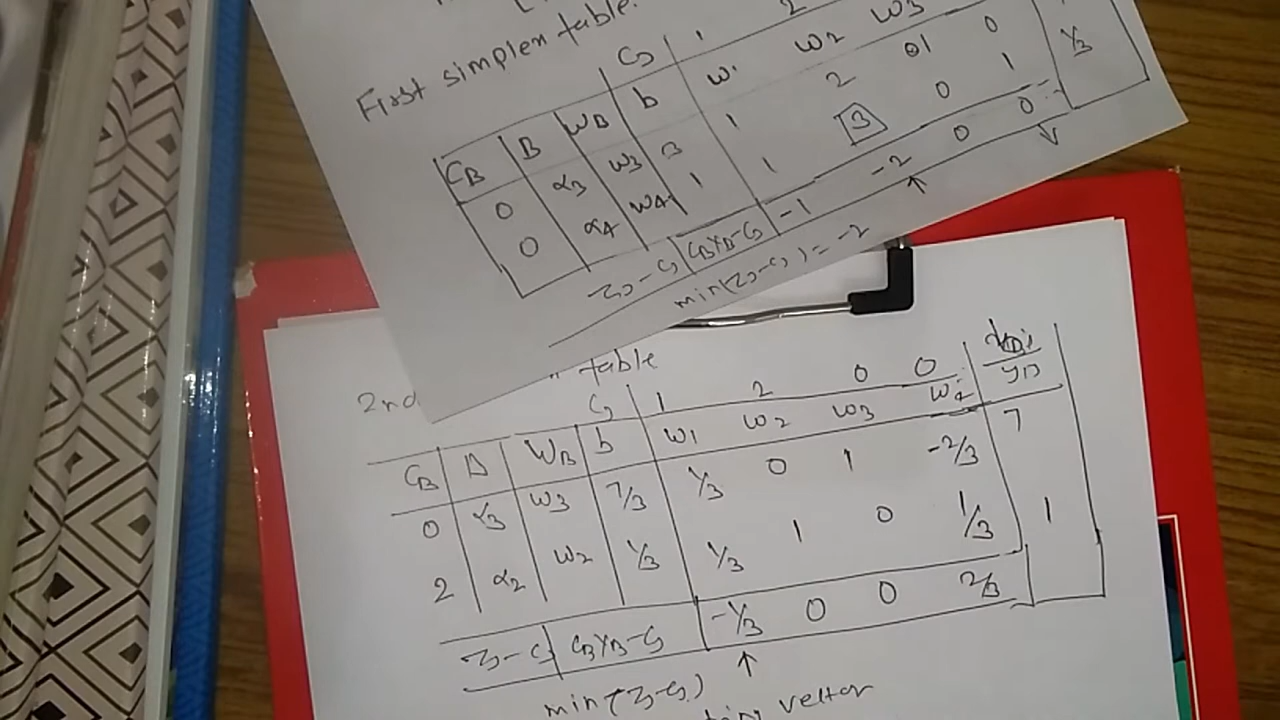 First simplex table.
Cj 1 2
CB B WB b W1 W2 W3
0 α3 W3 3 1 2 01 0
0 α4 W4 1 1 3 0 1 1/3
Zj-Cj CBYB-Cj -1 -2 0 0
min(Zj-Cj) = -2
2nd table
Cj 1 2 0 0
CB B WB b W1 W2 W3 W4
0 α3 W3 7/3 1/3 0 1 -2/3 7
2 α2 W2 1/3 1/3 1 0 1/3 1
Zj-Cj CBYB-Cj -1/3 0 0 2/3
min(Zj-Cj)
vector